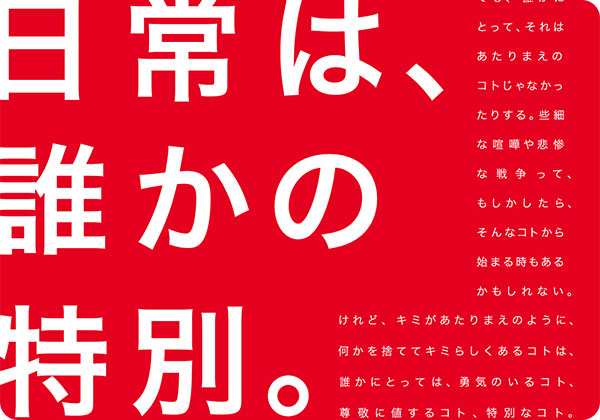 日常は、
誰かの
特別。
とって、それは
あたりまえの
コトじゃなかっ
たりする。些細
な喧嘩や悲惨
な戦争って、
もしかしたら、
そんなコトから
始まる時もある
かもしれない。
けれど、キミがあたりまえのように、
何かを捨ててキミらしくあるコトは、
誰かにとっては、勇気のいるコト、
尊敬に値するコト、特別なコト。